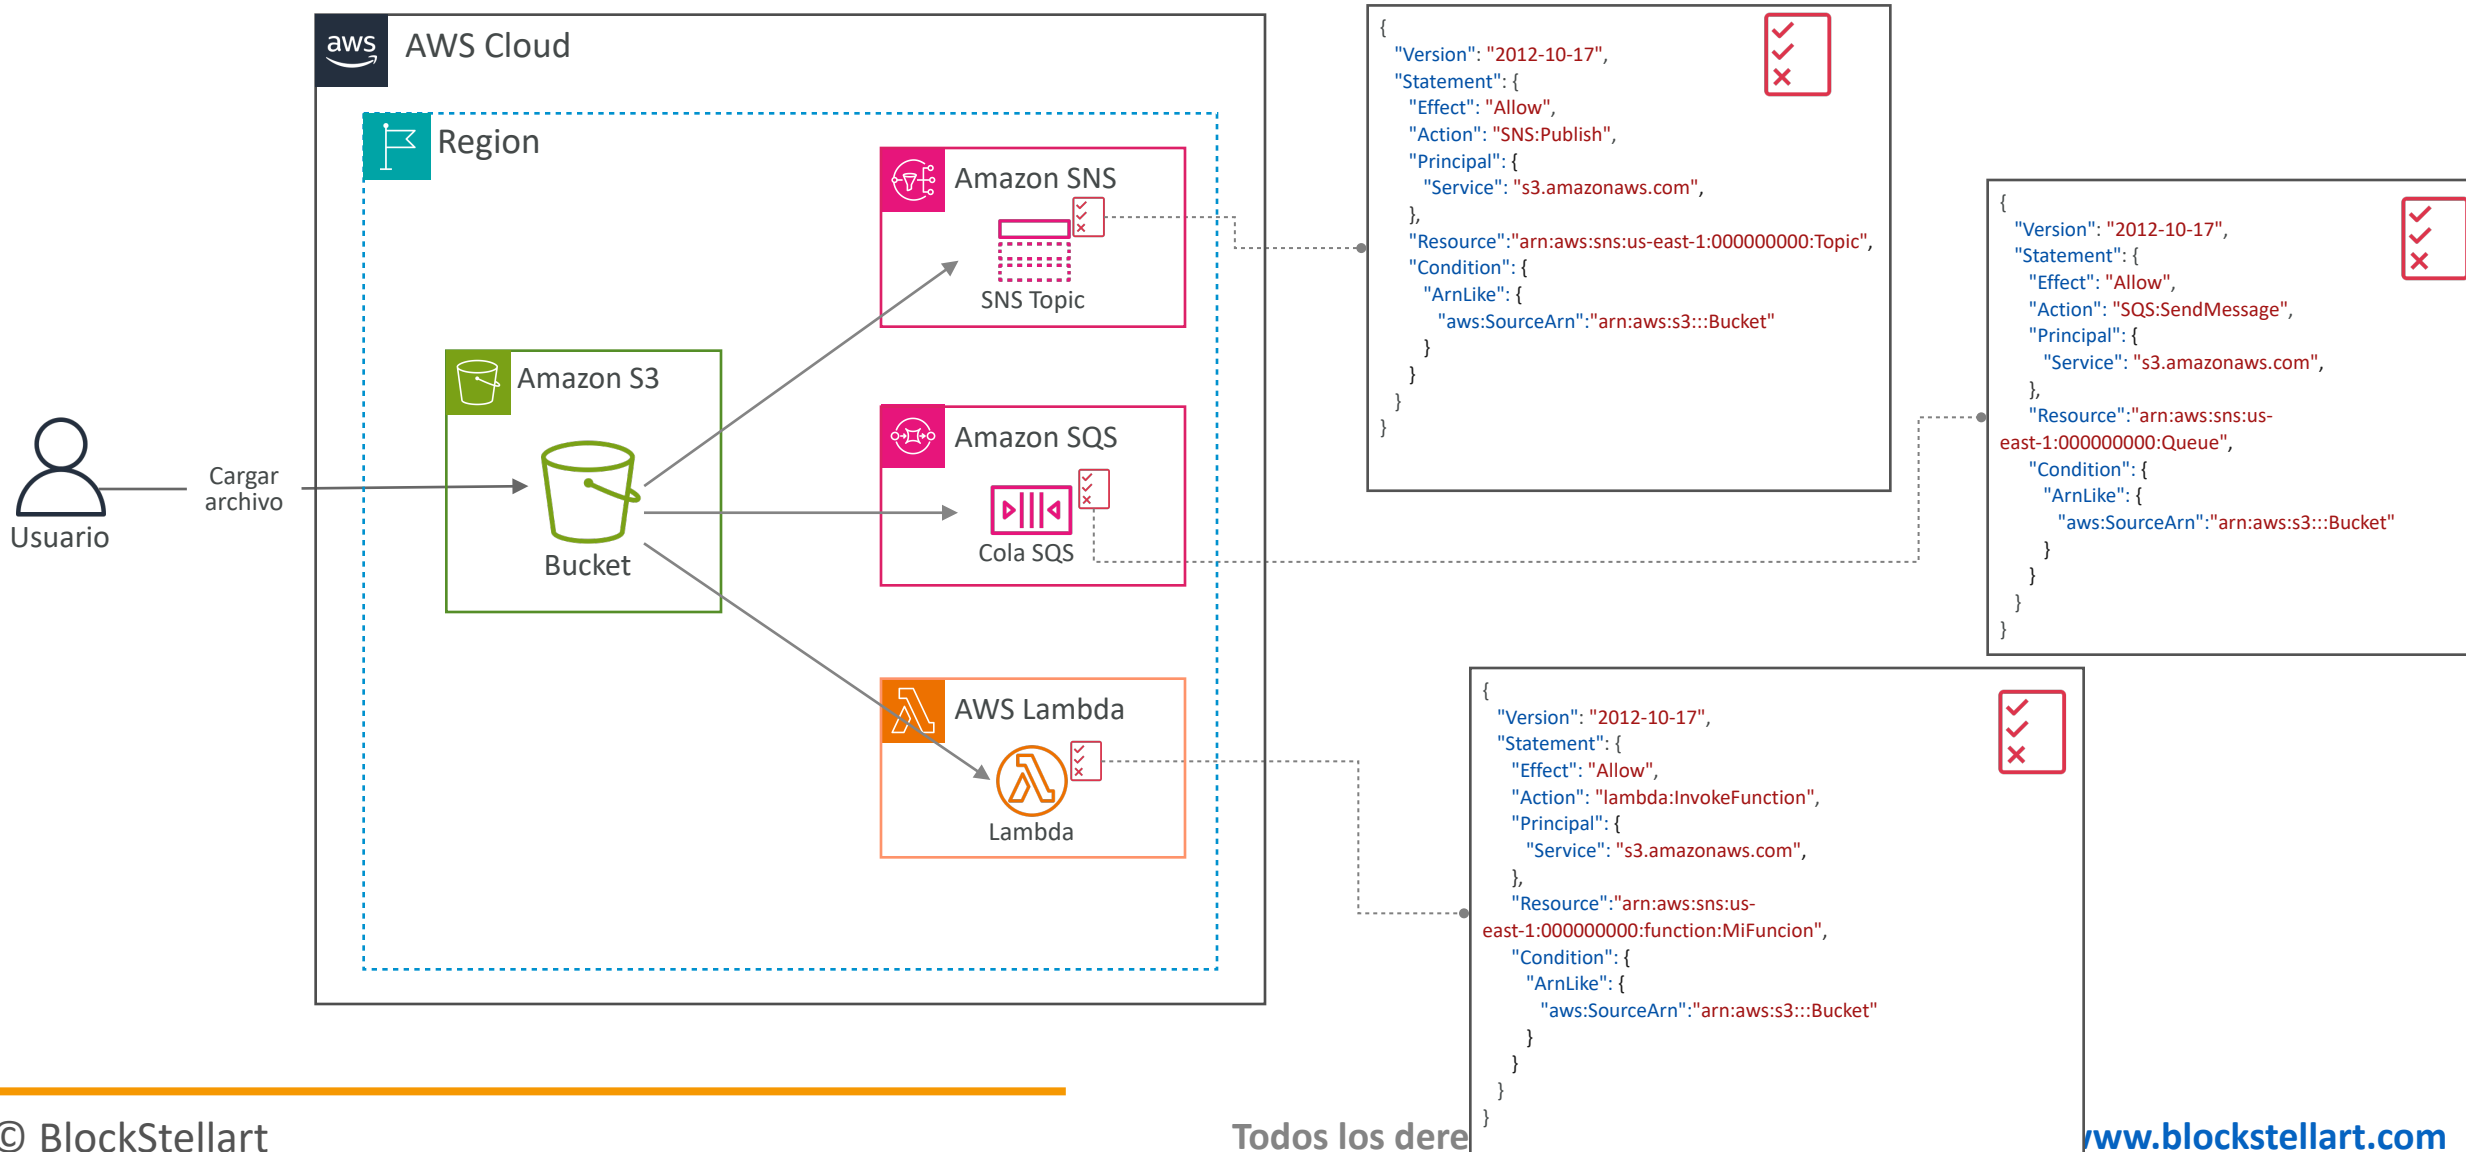 aws
AWS Cloud
Region
Amazon SNS
SNS Topic
Amazon S3
Bucket
Amazon SQS
Cola SQS
AWS Lambda
Lambda
Usuario
Cargar
archivo
{
"Version": "2012-10-17",
"Statement": {
"Effect": "Allow",
"Action": "SNS:Publish",
"Principal": {
"Service": "s3.amazonaws.com",
},
"Resource":"arn:aws:sns:us-east-1:000000000:Topic",
"Condition": {
"ArnLike": {
"aws:SourceArn":"arn:aws:s3:::Bucket"
}
}
}
}
{
"Version": "2012-10-17",
"Statement": {
"Effect": "Allow",
"Action": "SQS:SendMessage",
"Principal": {
"Service": "s3.amazonaws.com",
},
"Resource":"arn:aws:sns:us-
east-1:000000000:Queue",
"Condition": {
"ArnLike": {
"aws:SourceArn":"arn:aws:s3:::Bucket"
}
}
}
}
{
"Version": "2012-10-17",
"Statement": {
"Effect": "Allow",
"Action": "lambda:InvokeFunction",
"Principal": {
"Service": "s3.amazonaws.com",
},
"Resource":"arn:aws:sns:us-
east-1:000000000:function:MiFuncion",
"Condition": {
"ArnLike": {
"aws:SourceArn":"arn:aws:s3:::Bucket"
}
}
}
}
© BlockStellart
Todos los dere
www.blockstellart.com